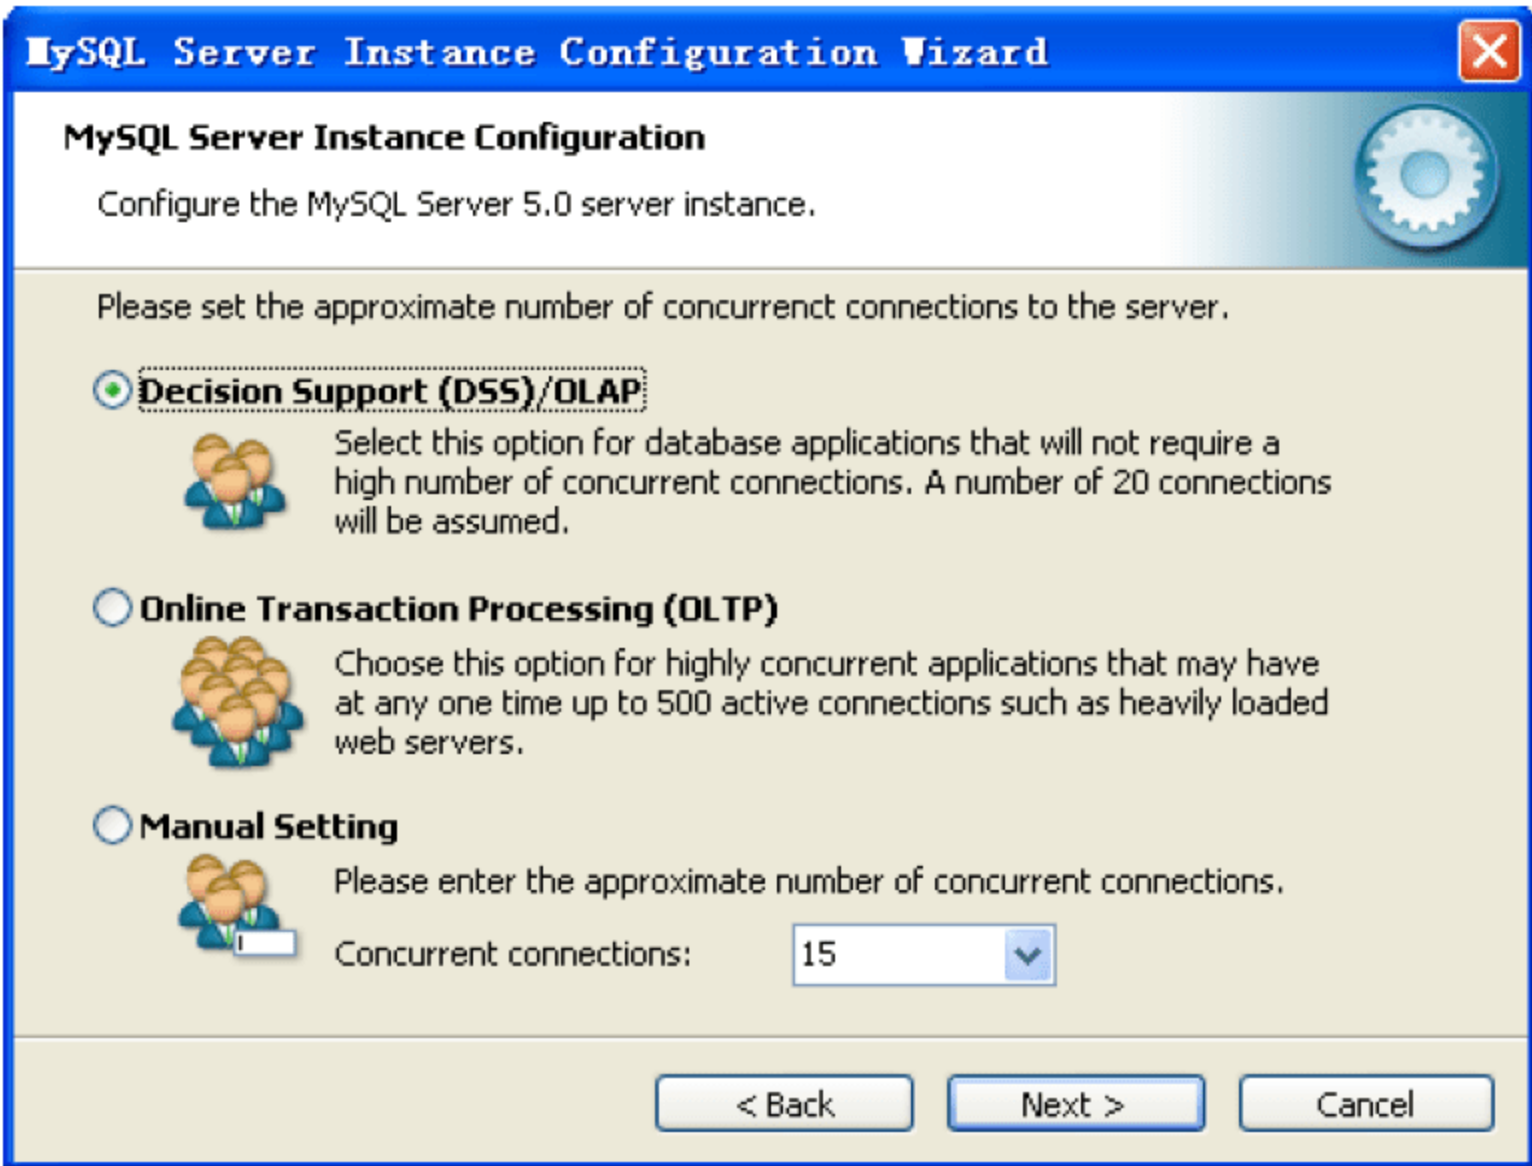 MySQL Server Instance Configuration Wizard
MySQL Server Instance Configuration
Configure the MySQL Server 5.0 server instance.
Please set the approximate number of concurrenct connections to the server.
Decision Support (DSS)/OLAP
Select this option for database applications that will not require a
high number of concurrent connections. A number of 20 connections
will be assumed.
Online Transaction Processing (OLTP)
Choose this option for highly concurrent applications that may have
at any one time up to 500 active connections such as heavily loaded
web servers.
Manual Setting
Please enter the approximate number of concurrent connections.
Concurrent connections: 15
< Back Next > Cancel